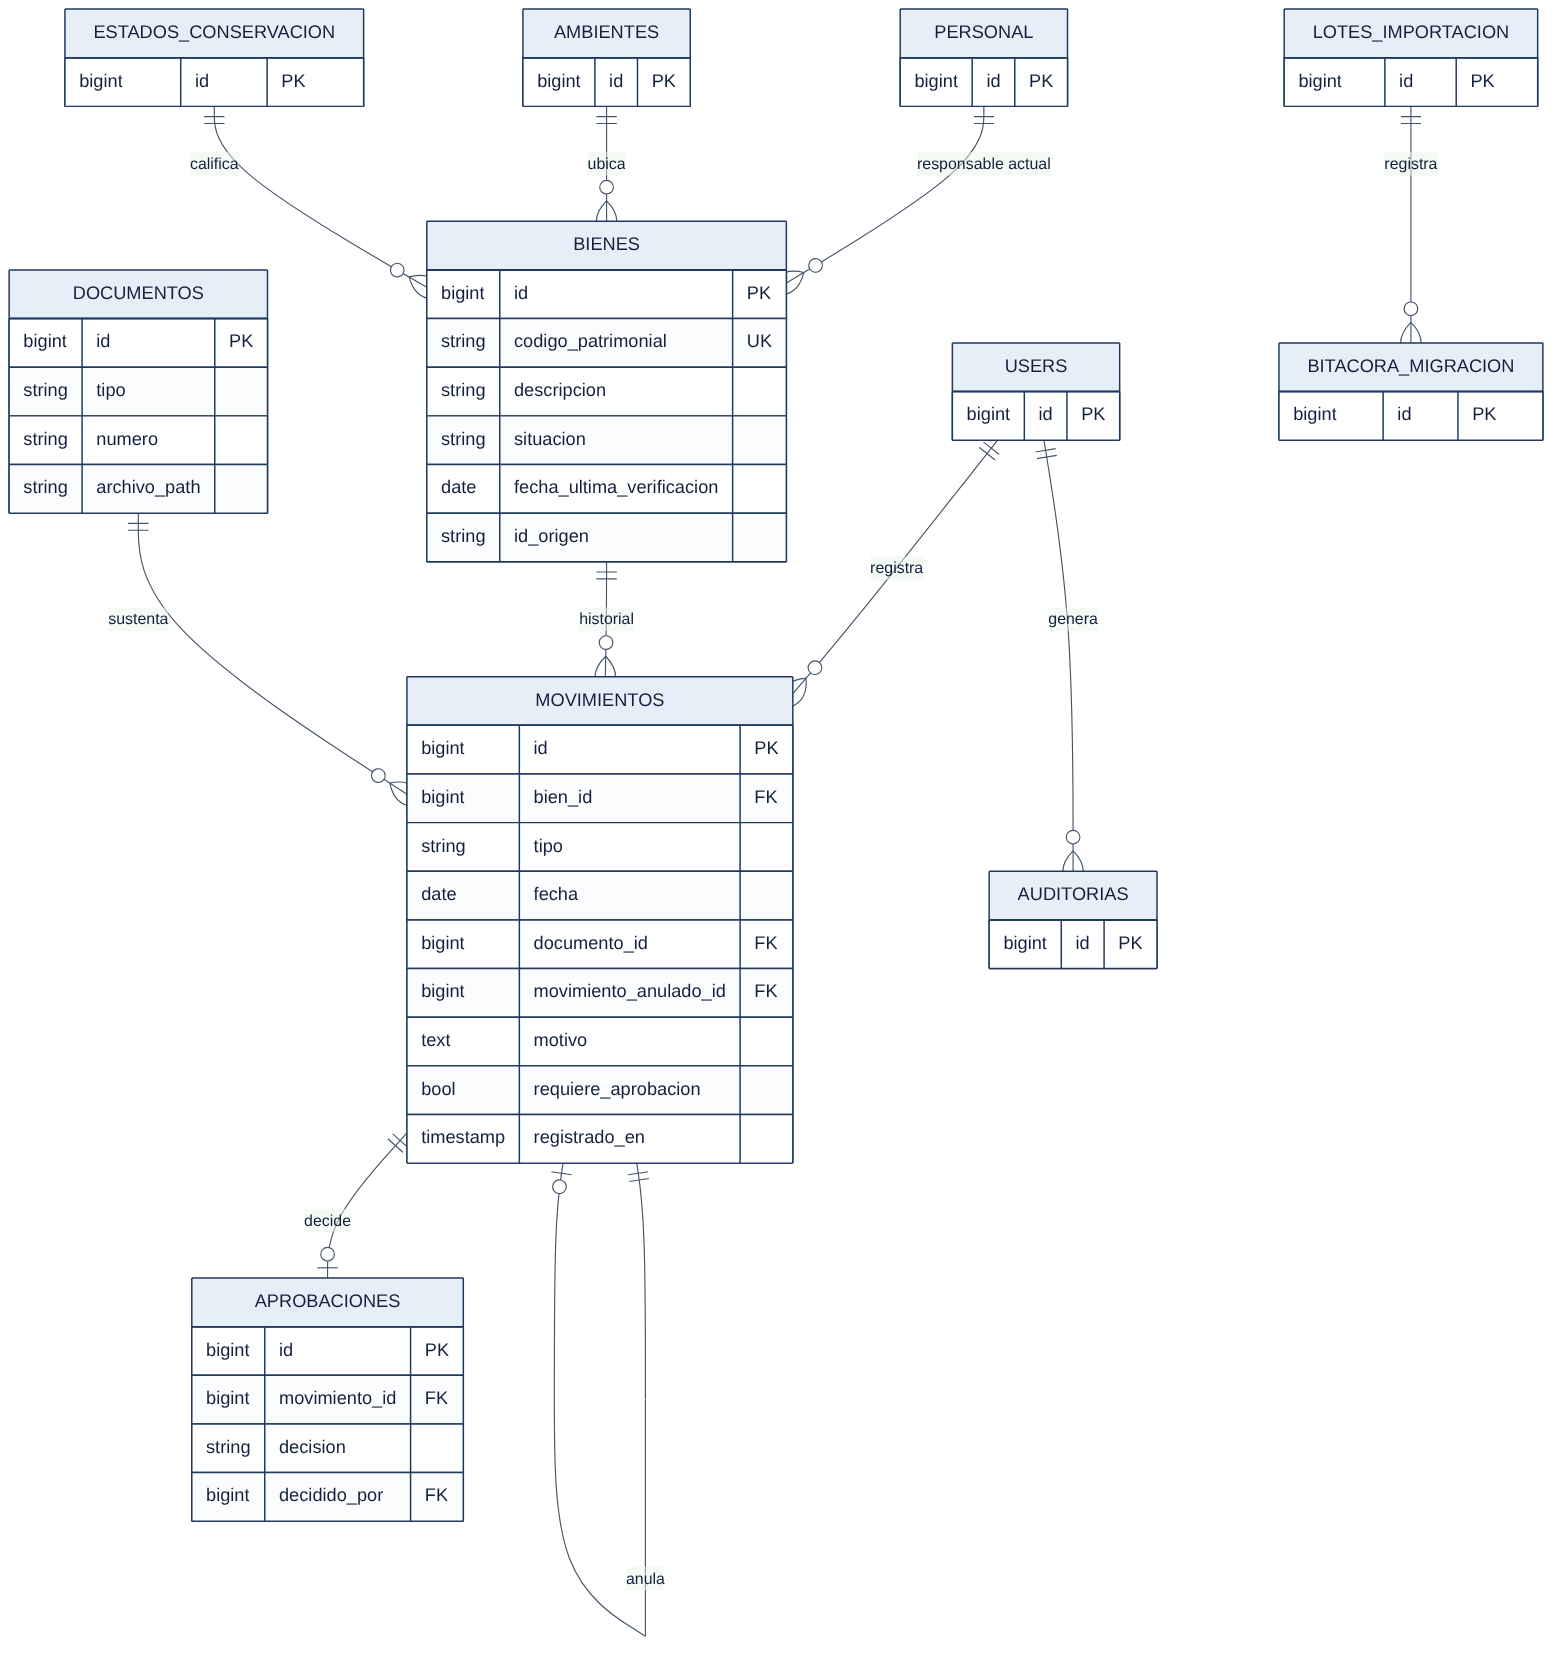 ESTADOS_CONSERVACION
bigint id PK
AMBIENTES
bigint id PK
PERSONAL
bigint id PK
LOTES_IMPORTACION
bigint id PK
califica
ubica
responsable actual
registra
BIENES
bigint id PK
string codigo_patrimonial UK
string descripcion
string situacion
date fecha_ultima_verificacion
string id_origen
DOCUMENTOS
bigint id PK
string tipo
string numero
string archivo_path
USERS
bigint id PK
BITACORA_MIGRACION
bigint id PK
sustenta
historial
registra
genera
MOVIMIENTOS
bigint id PK
bigint bien_id FK
string tipo
date fecha
bigint documento_id FK
bigint movimiento_anulado_id FK
text motivo
bool requiere_aprobacion
timestamp registrado_en
AUDITORIAS
bigint id PK
decide
APROBACIONES
bigint id PK
bigint movimiento_id FK
string decision
bigint decidido_por FK
anula